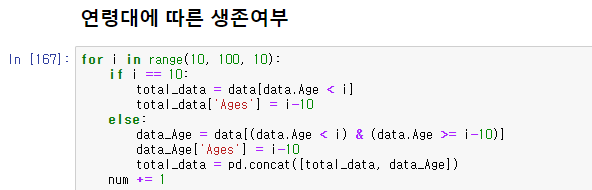 연령대에 따른 생존여부
In [167]: for i in range(10, 100, 10):
    if i == 10:
        total_data = data[data.Age < i]
        total_data['Ages'] = i-10
    else:
        data_Age = data[(data.Age < i) & (data.Age >= i-10)]
        data_Age['Ages'] = i-10
        total_data = pd.concat([total_data, data_Age])
    num += 1